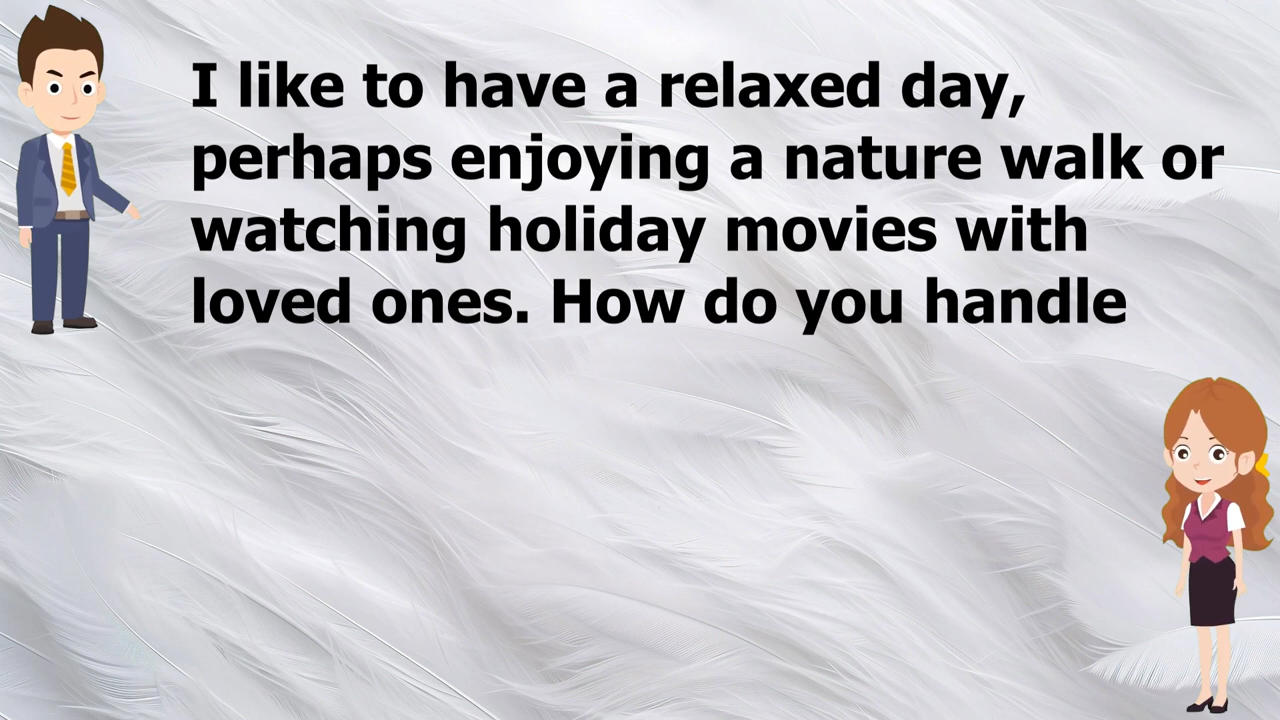 I like to have a relaxed day,
perhaps enjoying a nature walk or
watching holiday movies with
loved ones. How do you handle